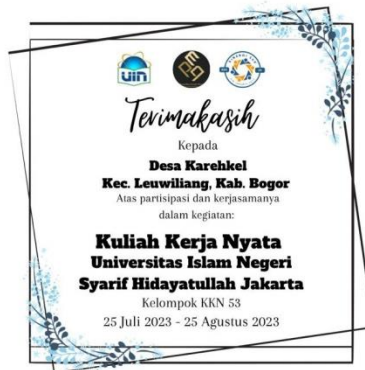 uin
Terimakasih
Kepada
Desa Karehkel
Kec. Leuwiliang, Kab. Bogor
Atas partisipasi dan kerjasamanya
dalam kegiatan:
Kuliah Kerja Nyata
Universitas Islam Negeri
Syarif Hidayatullah Jakarta
Kelompok KKN 53
25 Juli 2023 - 25 Agustus 2023